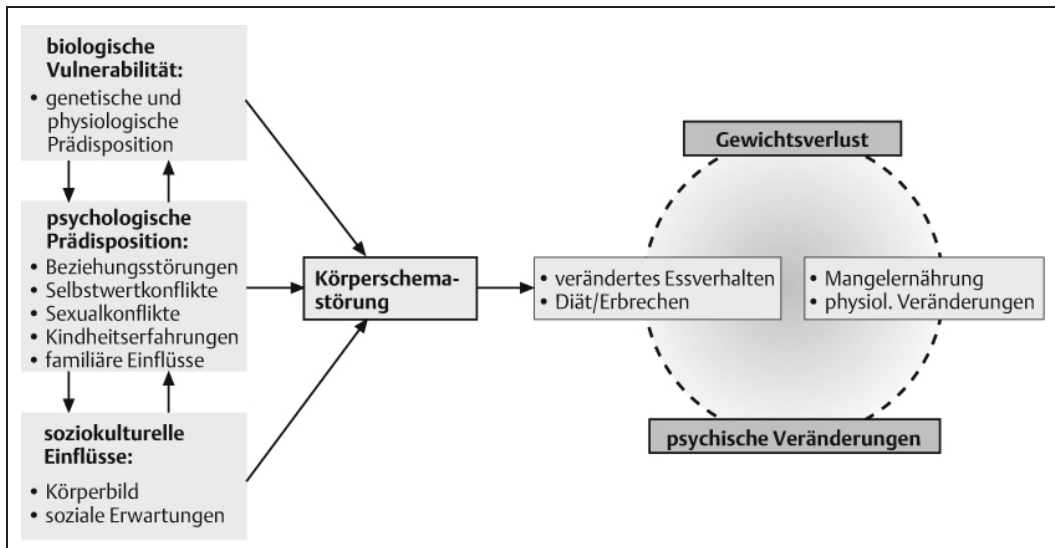 biologische
Vulnerabilität:
• genetische und
physiologische
Prädisposition
psychologische
Prädisposition:
• Beziehungsstörungen
• Selbstwertkonflikte
• Sexualkonflikte
• Kindheitserfahrungen
• familiäre Einflüsse
soziokulturelle
Einflüsse:
• Körperbild
• soziale Erwartungen
Körperschema-
störung
• verändertes Essverhalten
• Diät/Erbrechen
Gewichtsverlust
• Mangelernährung
• physiol. Veränderungen
psychische Veränderungen